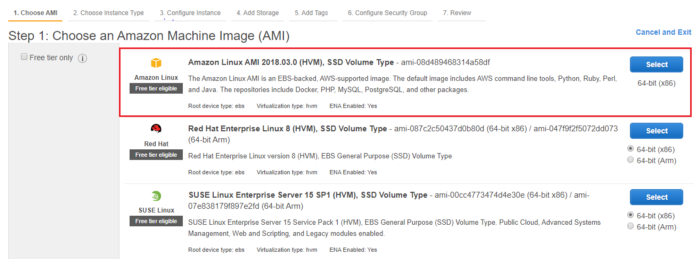 1. Choose AMI 2. Choose Instance Type 3. Configure Instance 4. Add Storage 5. Add Tags 6. Configure Security Group 7. Review
Step 1: Choose an Amazon Machine Image (AMI)
Cancel and Exit
Free tier only
Amazon Linux
Free tier eligible
Amazon Linux AMI 2018.03.0 (HVM), SSD Volume Type - ami-08d489468314a58df
The Amazon Linux AMI is an EBS-backed, AWS-supported image. The default image includes AWS command line tools, Python, Ruby, Perl,
and Java. The repositories include Docker, PHP, MySQL, PostgreSQL, and other packages.
Root device type: ebs Virtualization type: hvm ENA Enabled: Yes
Select
64-bit (x86)
Red Hat
Free tier eligible
Red Hat Enterprise Linux 8 (HVM), SSD Volume Type - ami-087c2c50437d0b80d (64-bit x86) / ami-047f9f2f5072dd073
(64-bit Arm)
Red Hat Enterprise Linux version 8 (HVM), EBS General Purpose (SSD) Volume Type
Root device type: ebs Virtualization type: hvm ENA Enabled: Yes
Select
64-bit (x86)
64-bit (Arm)
SUSE Linux
Free tier eligible
SUSE Linux Enterprise Server 15 SP1 (HVM), SSD Volume Type - ami-00cc4773474d4e30e (64-bit x86) / ami-
07e838179f897e2fd (64-bit Arm)
SUSE Linux Enterprise Server 15 Service Pack 1 (HVM), EBS General Purpose (SSD) Volume Type. Public Cloud, Advanced Systems
Management, Web and Scripting, and Legacy modules enabled.
Root device type: ebs Virtualization type: hvm ENA Enabled: Yes
Select
64-bit (x86)
64-bit (Arm)